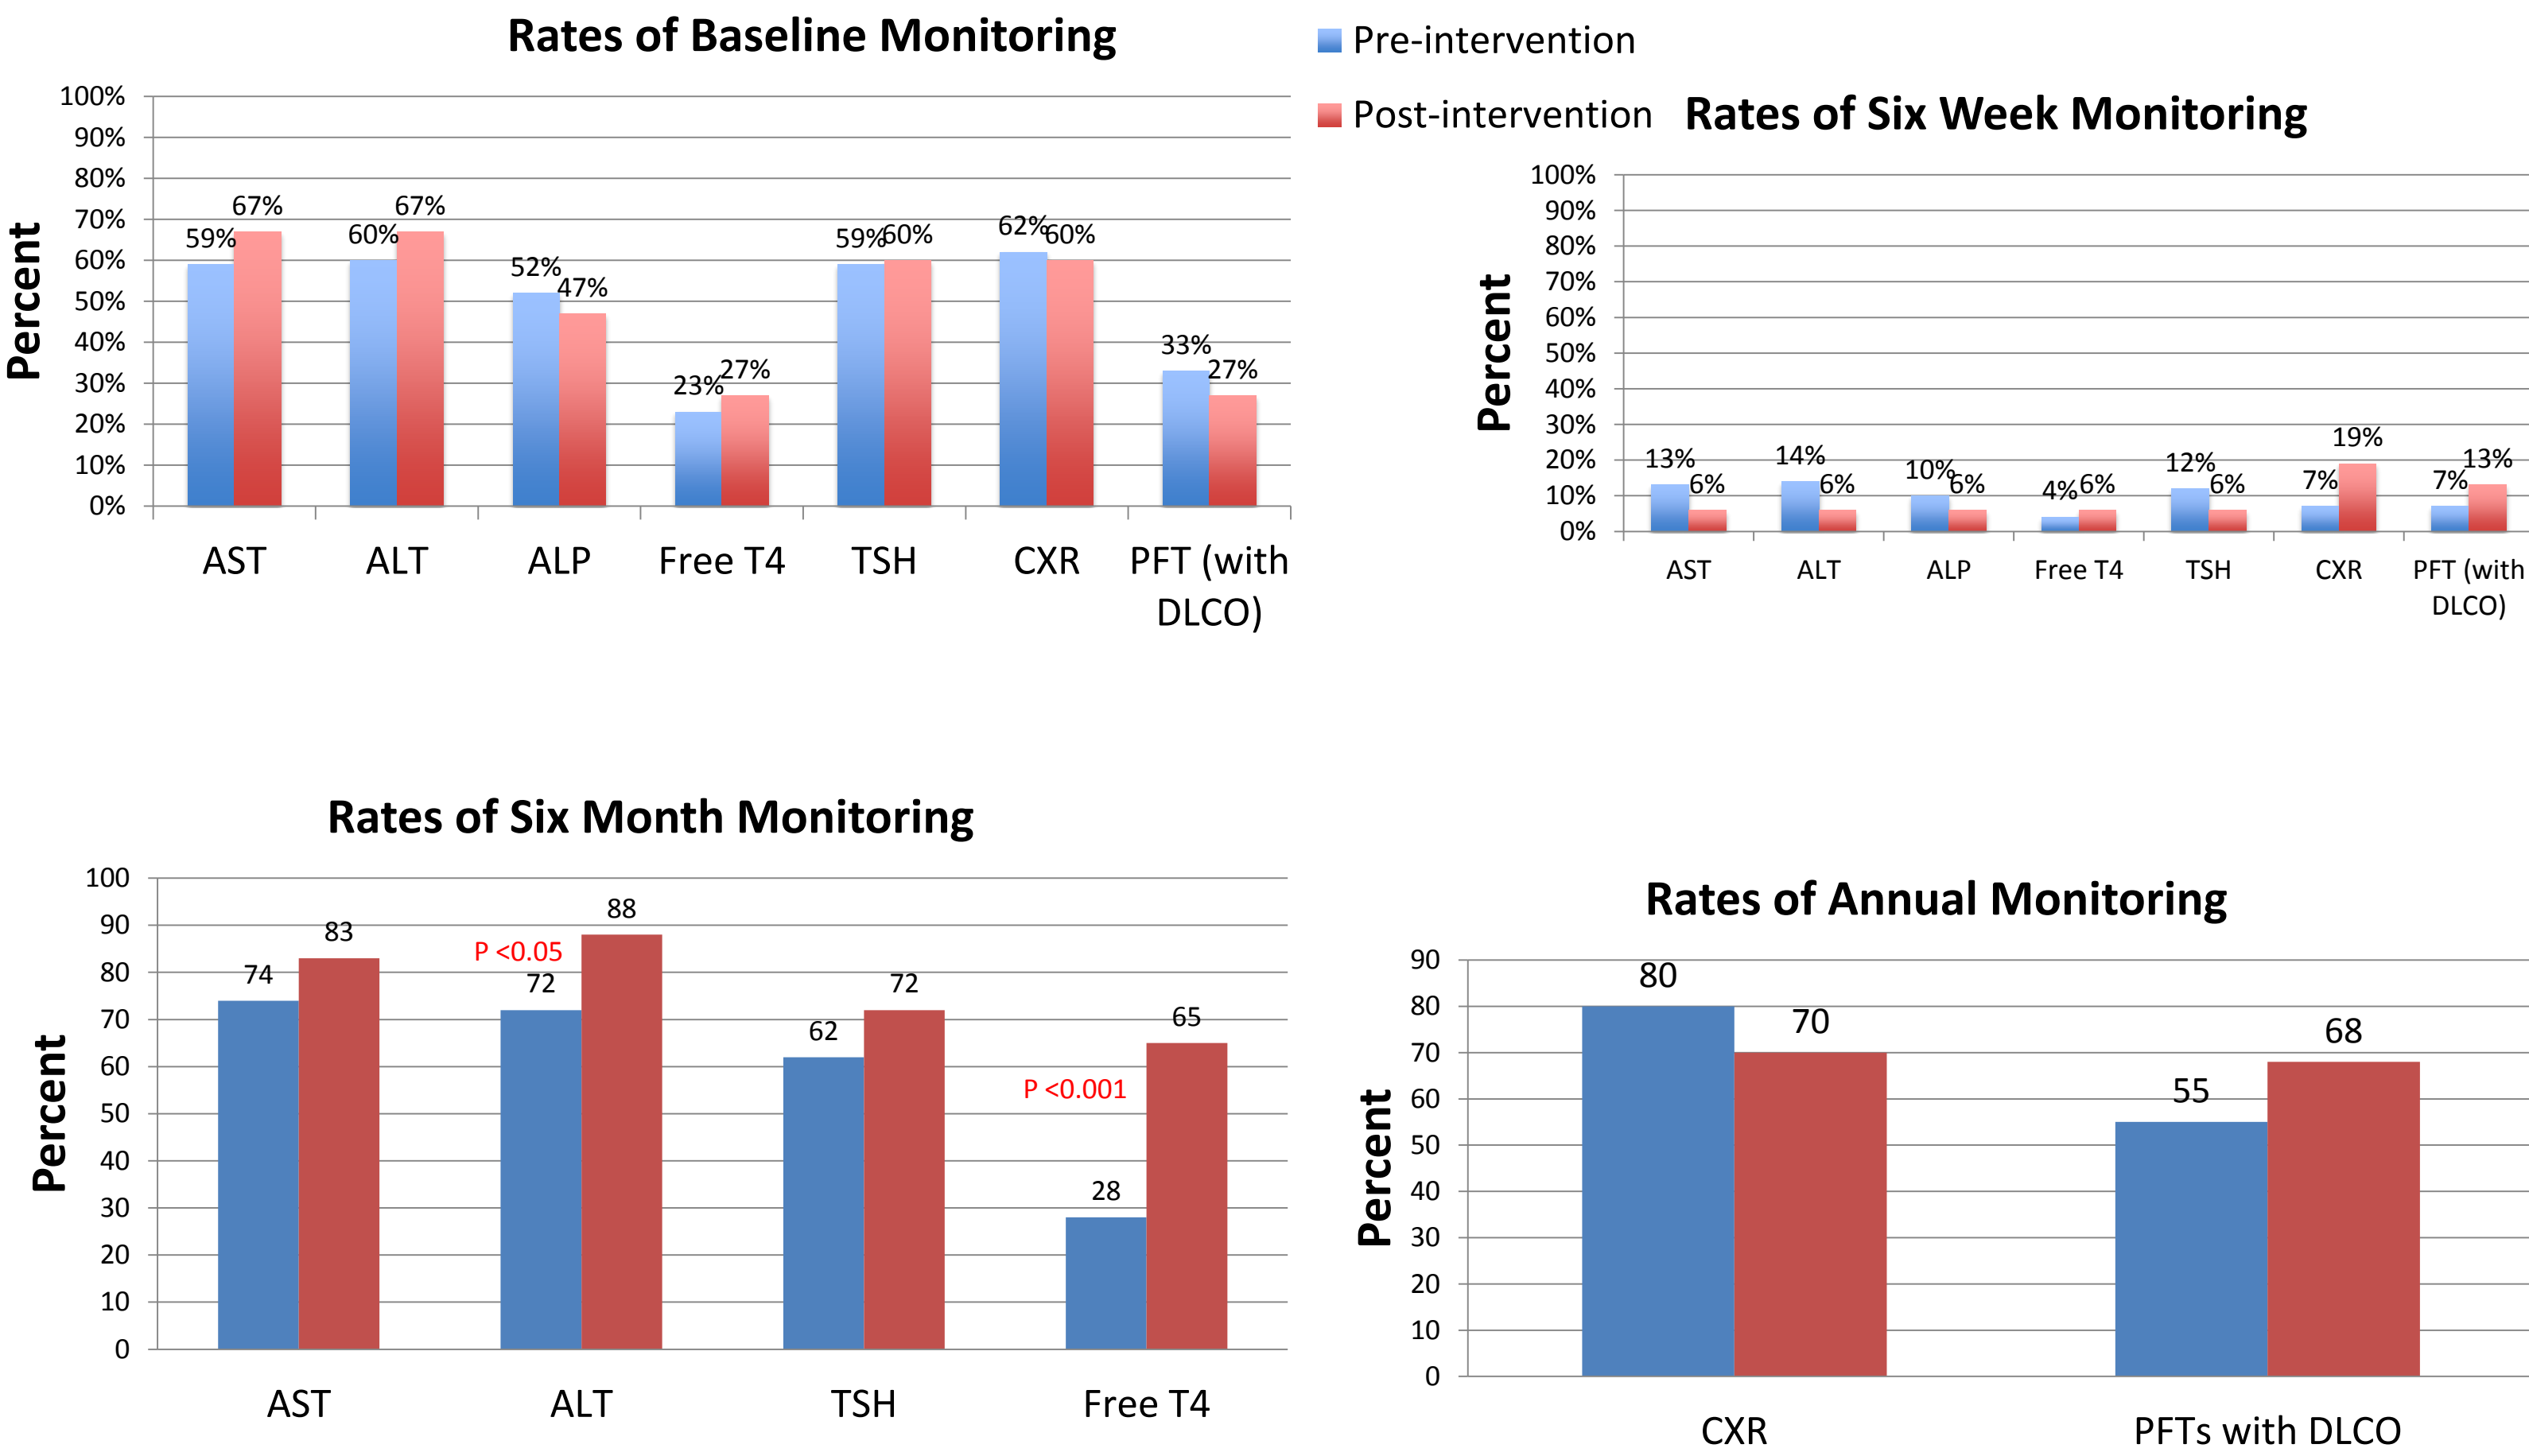 Rates of Baseline Monitoring
Pre-intervention
Post-intervention
Percent
100%
90%
80%
70%
60%
50%
40%
30%
20%
10%
0%
59%
67%
60%
67%
52%
47%
23%
27%
59%
60%
62%
60%
33%
27%
AST
ALT
ALP
Free T4
TSH
CXR
PFT (with
DLCO)
Rates of Six Week Monitoring
Percent
100%
90%
80%
70%
60%
50%
40%
30%
20%
10%
0%
13%
6%
14%
6%
10%
6%
4%
6%
12%
6%
7%
19%
7%
13%
AST
ALT
ALP
Free T4
TSH
CXR
PFT (with
DLCO)
Rates of Six Month Monitoring
Percent
100
90
80
70
60
50
40
30
20
10
0
74
83
P <0.05
72
88
62
72
P <0.001
28
65
AST
ALT
TSH
Free T4
Rates of Annual Monitoring
Percent
90
80
70
60
50
40
30
20
10
0
80
70
55
68
CXR
PFTs with DLCO